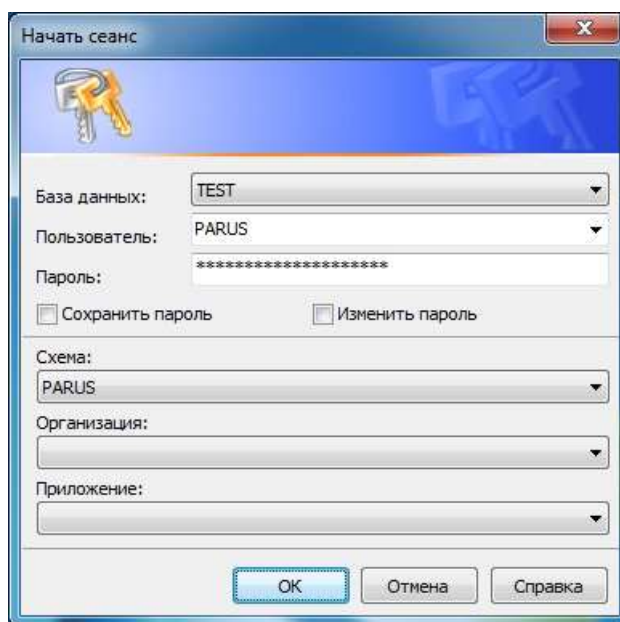 Начать сеанс
База данных: TEST
Пользователь: PARUS
Пароль: ********************
Сохранить пароль Изменить пароль
Схема:
PARUS
Организация:
Приложение:
OK Отмена Справка